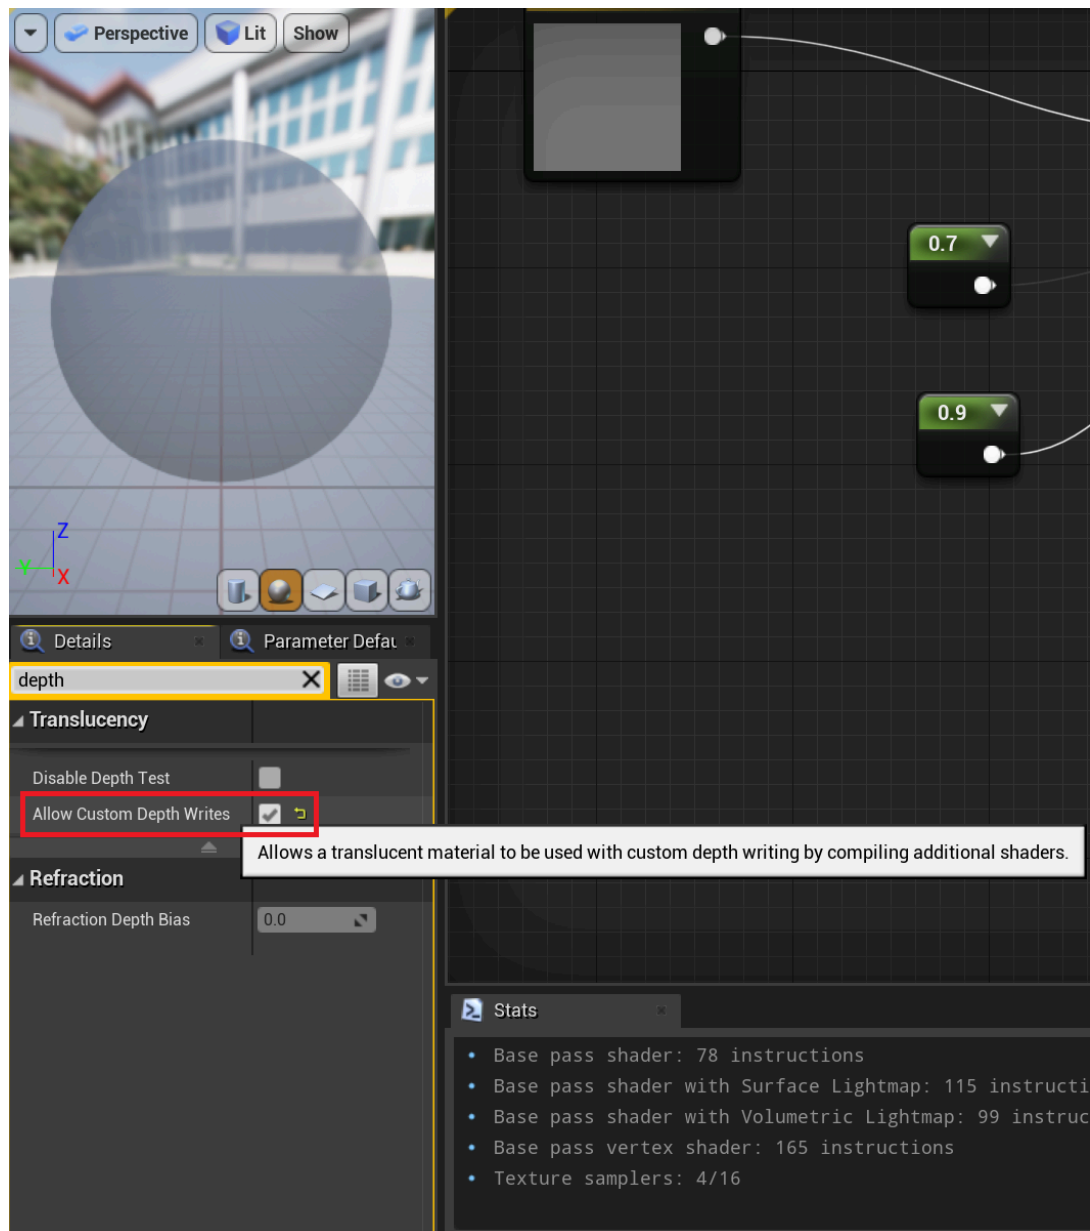 Perspective
Lit
Show
0.7
0.9
Z
Y
X
Details
Parameter Defau
depth
Translucency
Disable Depth Test
Allow Custom Depth Writes
Allows a translucent material to be used with custom depth writing by compiling additional shaders.
Refraction
Refraction Depth Bias
0.0
Stats
Base pass shader: 78 instructions
Base pass shader with Surface Lightmap: 115 instructi
Base pass shader with Volumetric Lightmap: 99 instruc
Base pass vertex shader: 165 instructions
Texture samplers: 4/16